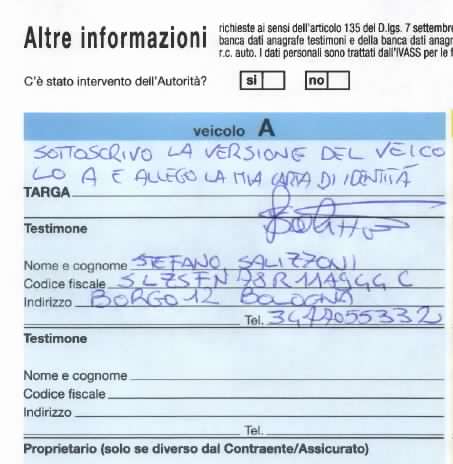 Altre informazioni
richieste ai sensi dell'articolo 135 del D.lgs. 7 settembre
banca dati anagrafe testimoni e della banca dati anagr
r.c. auto. I dati personali sono trattati dall'IVASS per le f
C'è stato intervento dell'Autorità? si no
veicolo A
SOTTOSCRIVO LA VERSIONE DEL VEICO
LO A E ALLEGO LA MIA CARTA DI IDENTITÀ
TARGA
Testimone
Nome e cognome STEFANO SALIZZONI
Codice fiscale SLZSFN78R11A944C
Indirizzo BORGO 12 BOLOGNA
Tel. 3477055332
Testimone
Nome e cognome
Codice fiscale
Indirizzo
Tel.
Proprietario (solo se diverso dal Contraente/Assicurato)